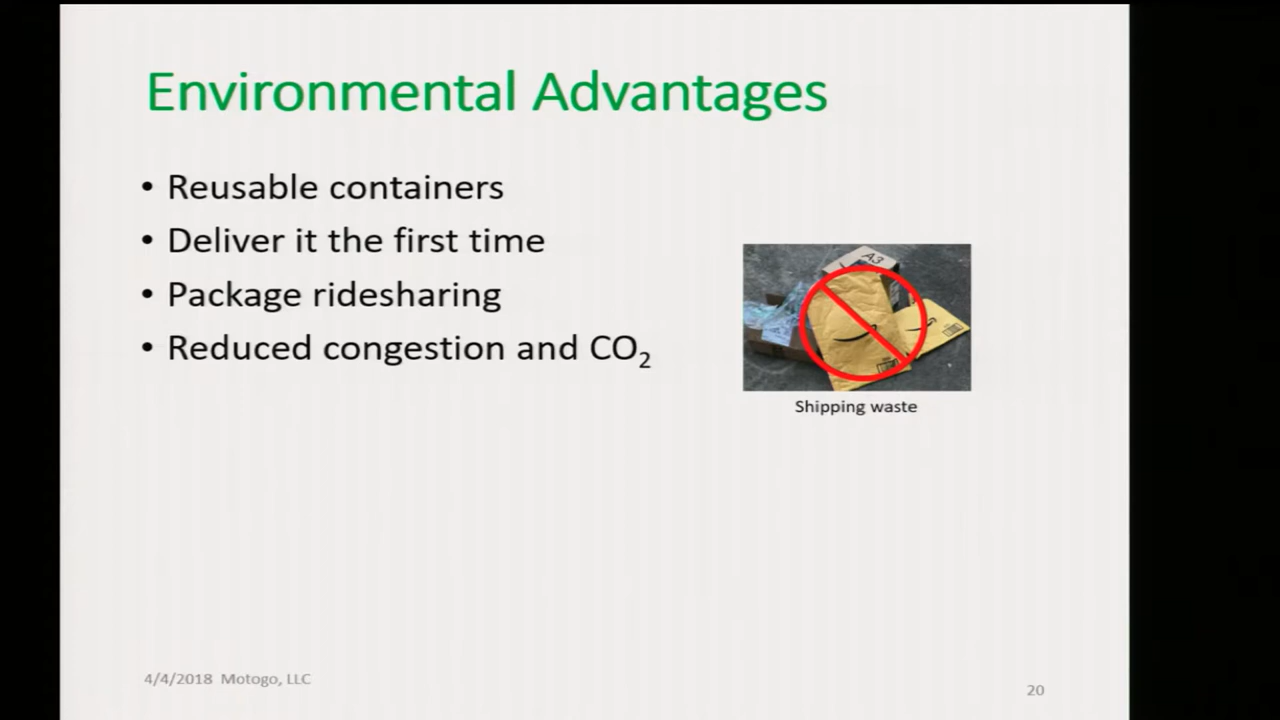 Environmental Advantages
• Reusable containers
• Deliver it the first time
• Package ridesharing
• Reduced congestion and CO₂
A3
Shipping waste
4/4/2018 Motogo, LLC
20